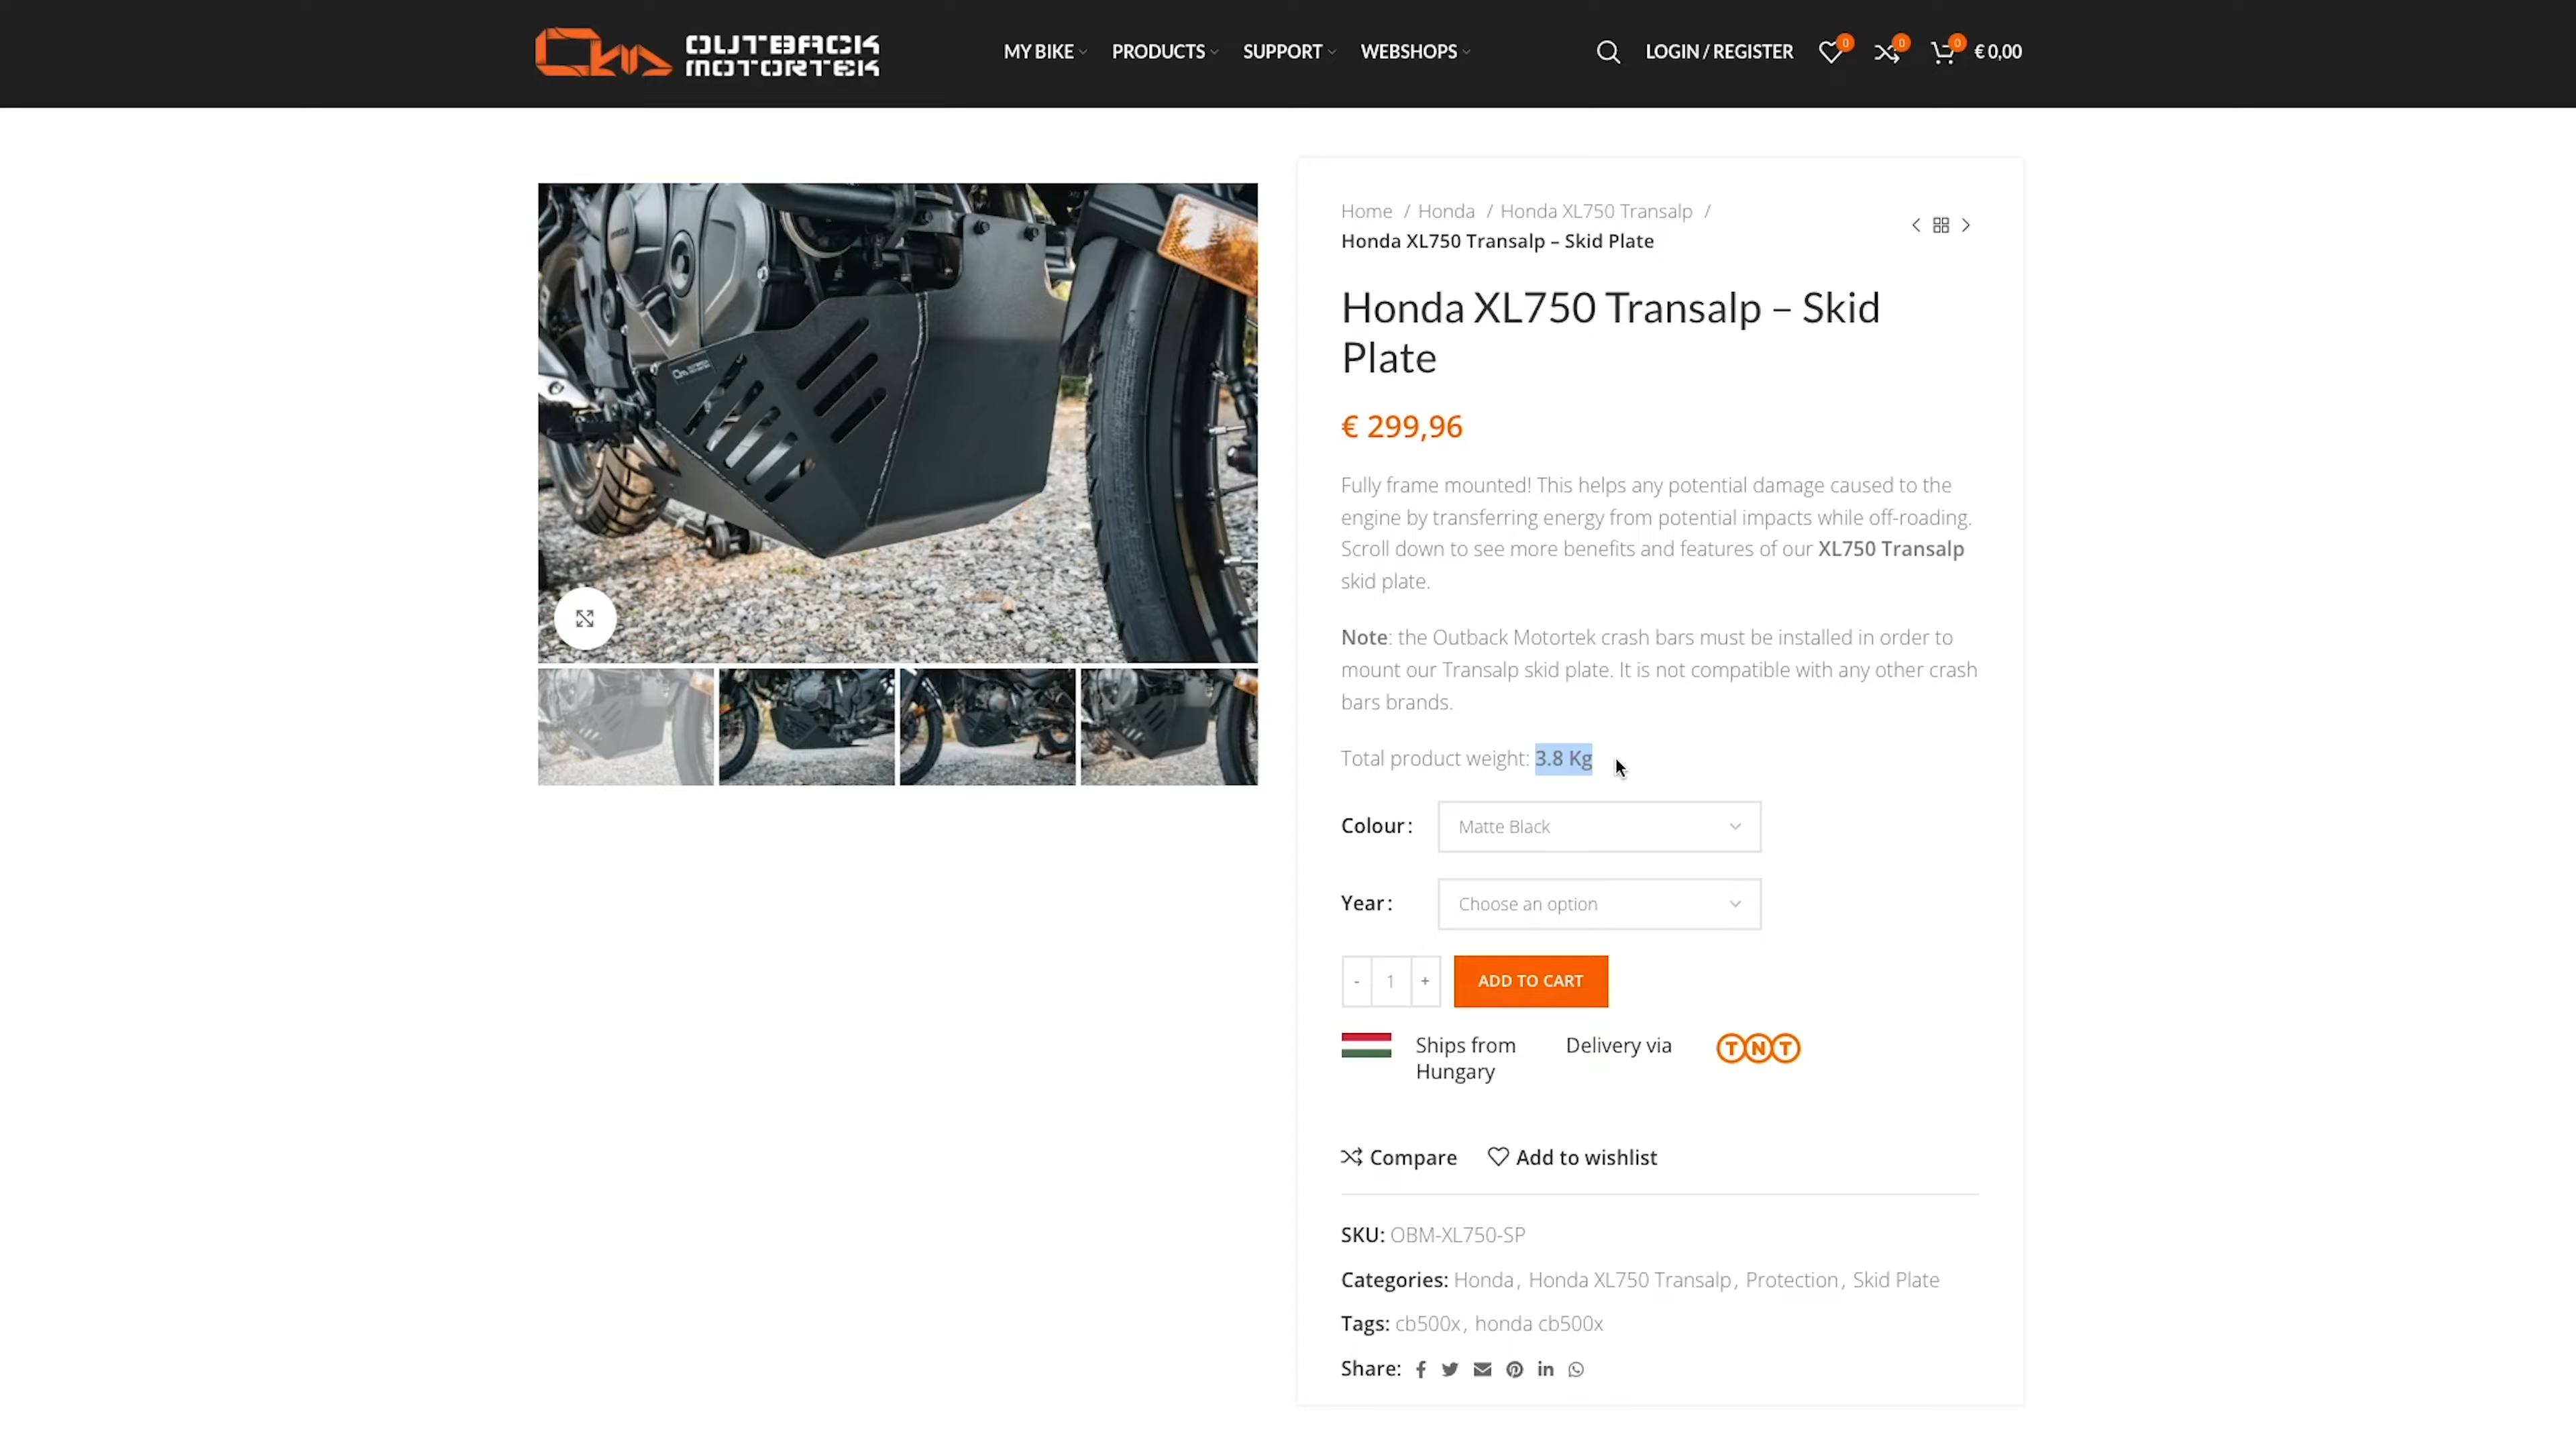 OUTBACK
MOTORTEK
MY BIKE PRODUCTS SUPPORT WEBSHOPS
LOGIN / REGISTER 0 0 0 € 0,00
Home / Honda / Honda XL750 Transalp /
Honda XL750 Transalp – Skid Plate
Honda XL750 Transalp – Skid
Plate
€ 299,96
Fully frame mounted! This helps any potential damage caused to the
engine by transferring energy from potential impacts while off-roading.
Scroll down to see more benefits and features of our XL750 Transalp
skid plate.
Note: the Outback Motortek crash bars must be installed in order to
mount our Transalp skid plate. It is not compatible with any other crash
bars brands.
Total product weight: 3.8 Kg
Colour: Matte Black
Year: Choose an option
- 1 + ADD TO CART
Ships from
Hungary
Delivery via TNT
Compare Add to wishlist
SKU: OBM-XL750-SP
Categories: Honda, Honda XL750 Transalp, Protection, Skid Plate
Tags: cb500x, honda cb500x
Share:
HONDA
OUTBACK
MOTORTEK